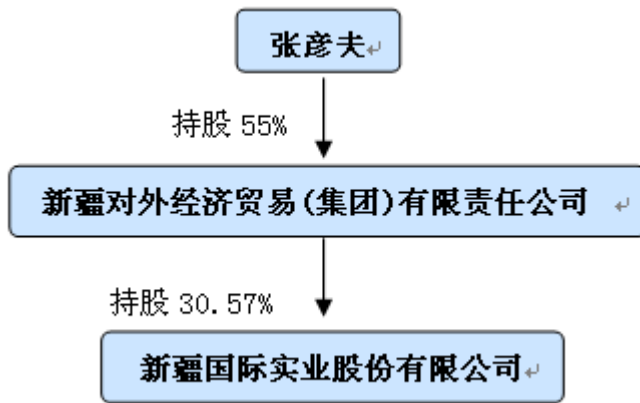 张彦夫
持股 55%
新疆对外经济贸易(集团)有限责任公司
持股 30.57%
新疆国际实业股份有限公司